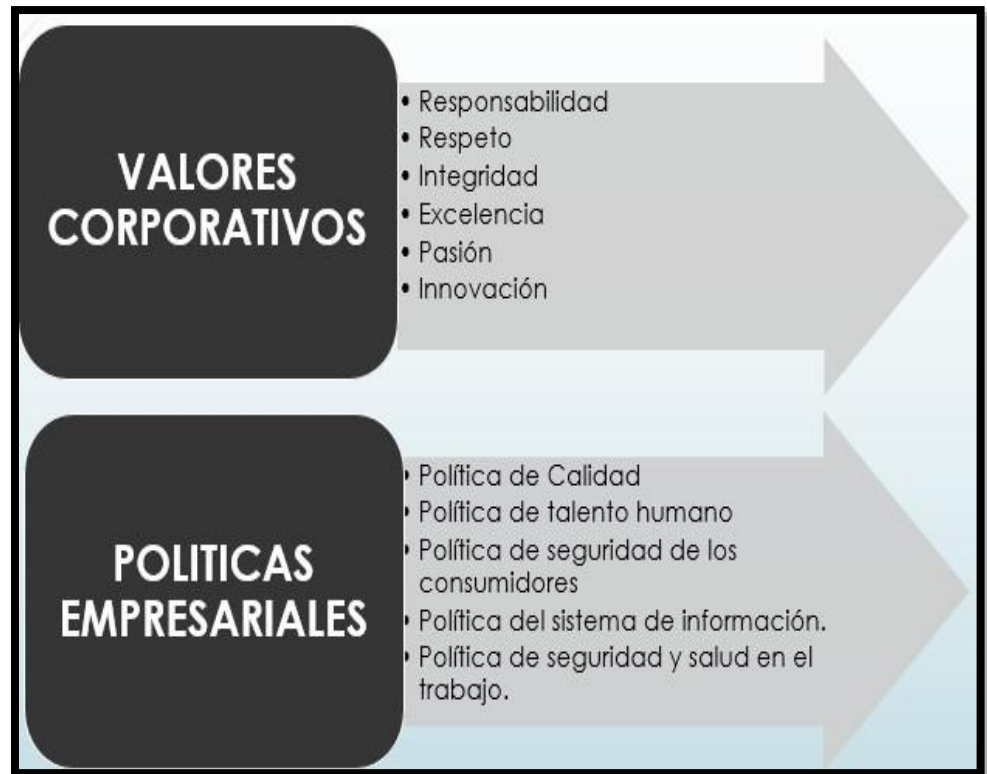 VALORES
CORPORATIVOS
• Responsabilidad
• Respeto
• Integridad
• Excelencia
• Pasión
• Innovación
POLITICAS
EMPRESARIALES
• Política de Calidad
• Política de talento humano
• Política de seguridad de los
consumidores
• Política del sistema de información.
• Política de seguridad y salud en el
trabajo.